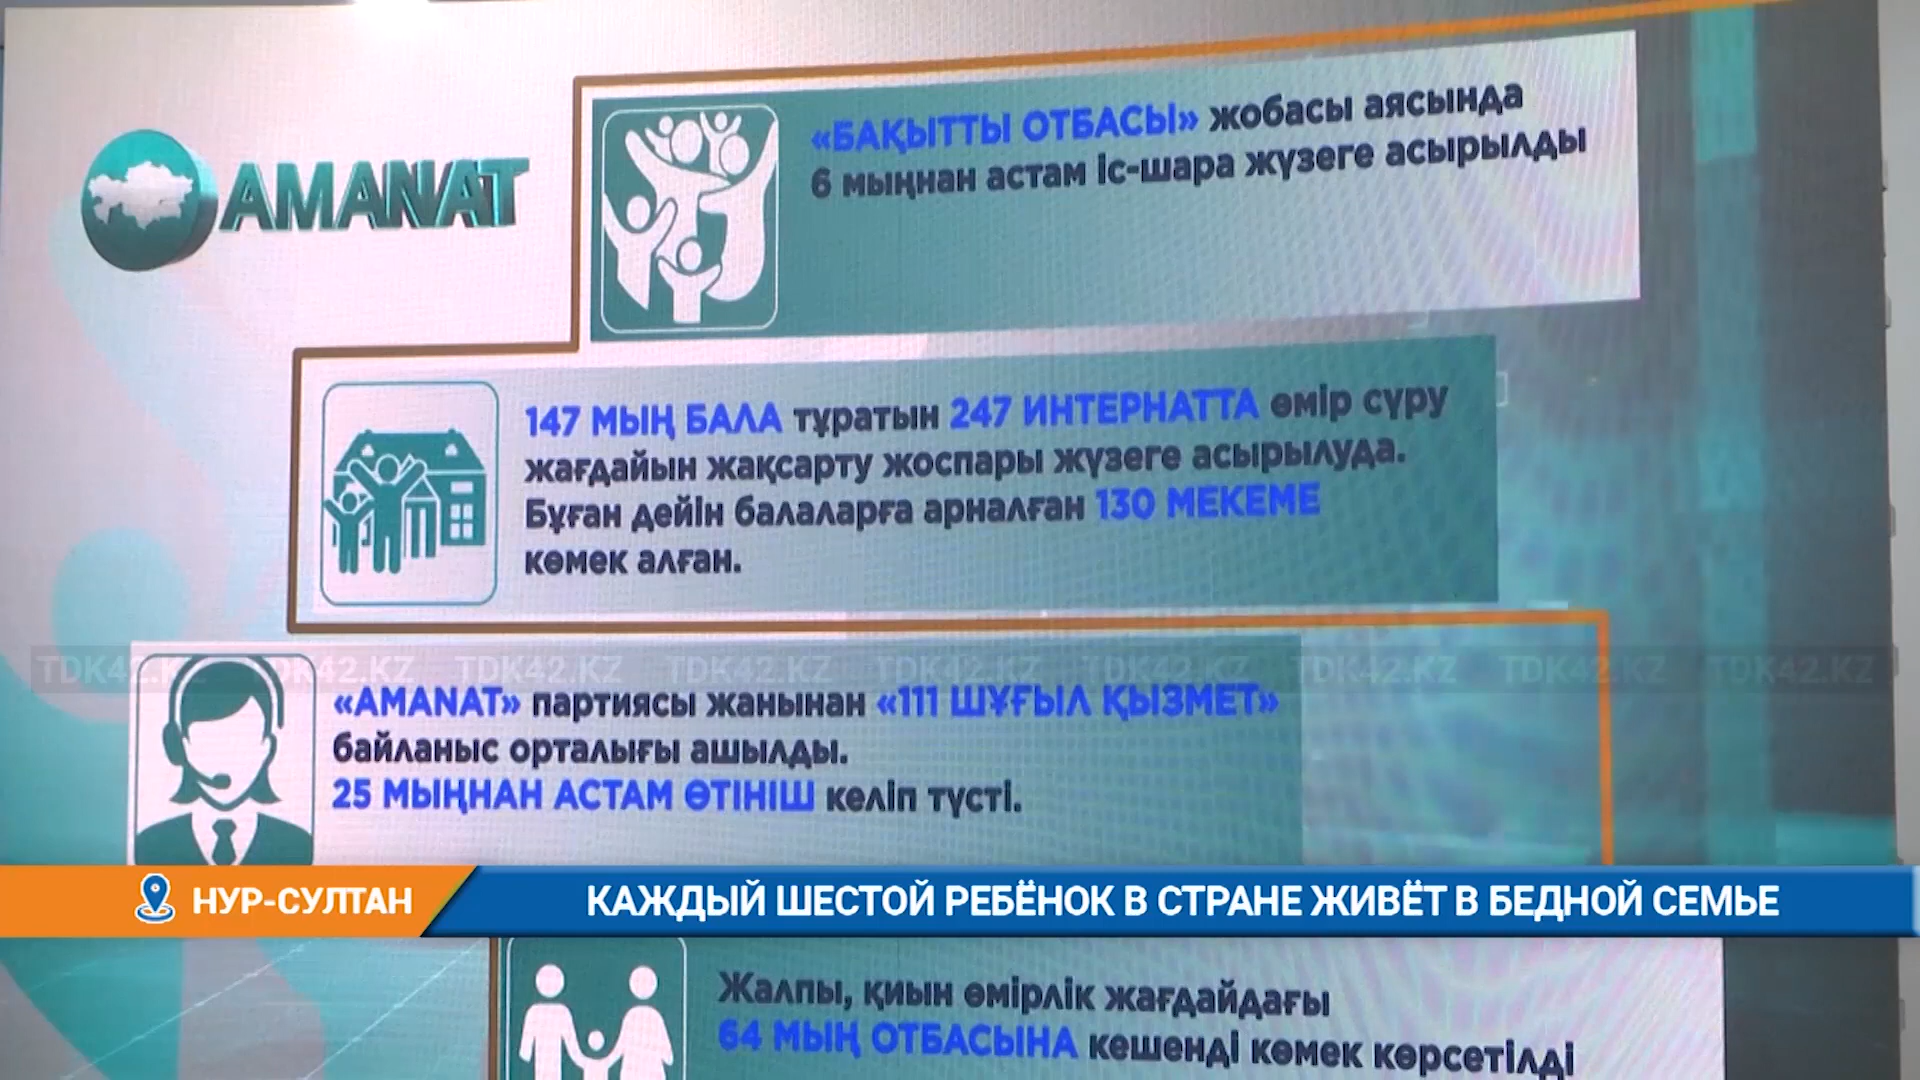 AMANAT
«БАҚЫТТЫ ОТБАСЫ» жобасы аясында
6 мыңнан астам іс-шара жүзеге асырылды
147 МЫҢ БАЛА тұратын 247 ИНТЕРНАТТА өмір сүру
жағдайын жақсарту жоспары жүзеге асырылуда.
Бұған дейін балаларға арналған 130 МЕКЕМЕ
көмек алған.
TDK42.KZ TDK42.KZ TDK42.KZ TDK42.KZ TDK42.KZ TDK42.KZ TDK42.KZ TDK42.KZ TDK42.KZ
«AMANAT» партиясы жанынан «111 ШҰҒЫЛ ҚЫЗМЕТ»
байланыс орталығы ашылды.
25 МЫҢНАН АСТАМ ӨТІНІШ келіп түсті.
НУР-СУЛТАН
КАЖДЫЙ ШЕСТОЙ РЕБЁНОК В СТРАНЕ ЖИВЁТ В БЕДНОЙ СЕМЬЕ
Жалпы, қиын өмірлік жағдайдағы
64 МЫҢ ОТБАСЫНА кешенді көмек көрсетілді